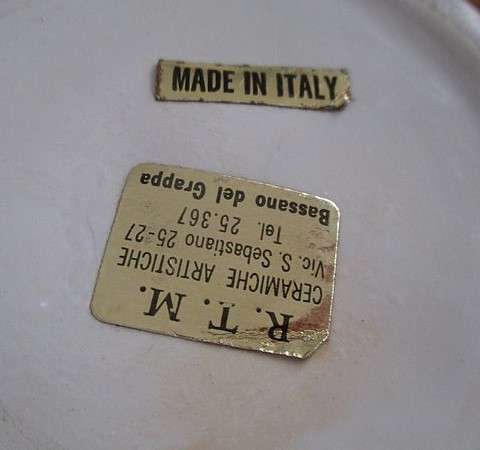 MADE IN ITALY
R. T. M.
CERAMICHE ARTISTICHE
Vic. S. Sebastiano 25-27
Tel. 25.367
Bassano del Grappa